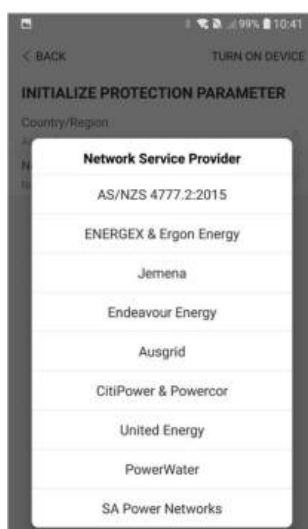 99% 10:41
< BACK TURN ON DEVICE
INITIALIZE PROTECTION PARAMETER
Country/Region
Network Service Provider
AS/NZS 4777.2:2015
ENERGEX & Ergon Energy
Jemena
Endeavour Energy
Ausgrid
CitiPower & Powercor
United Energy
PowerWater
SA Power Networks